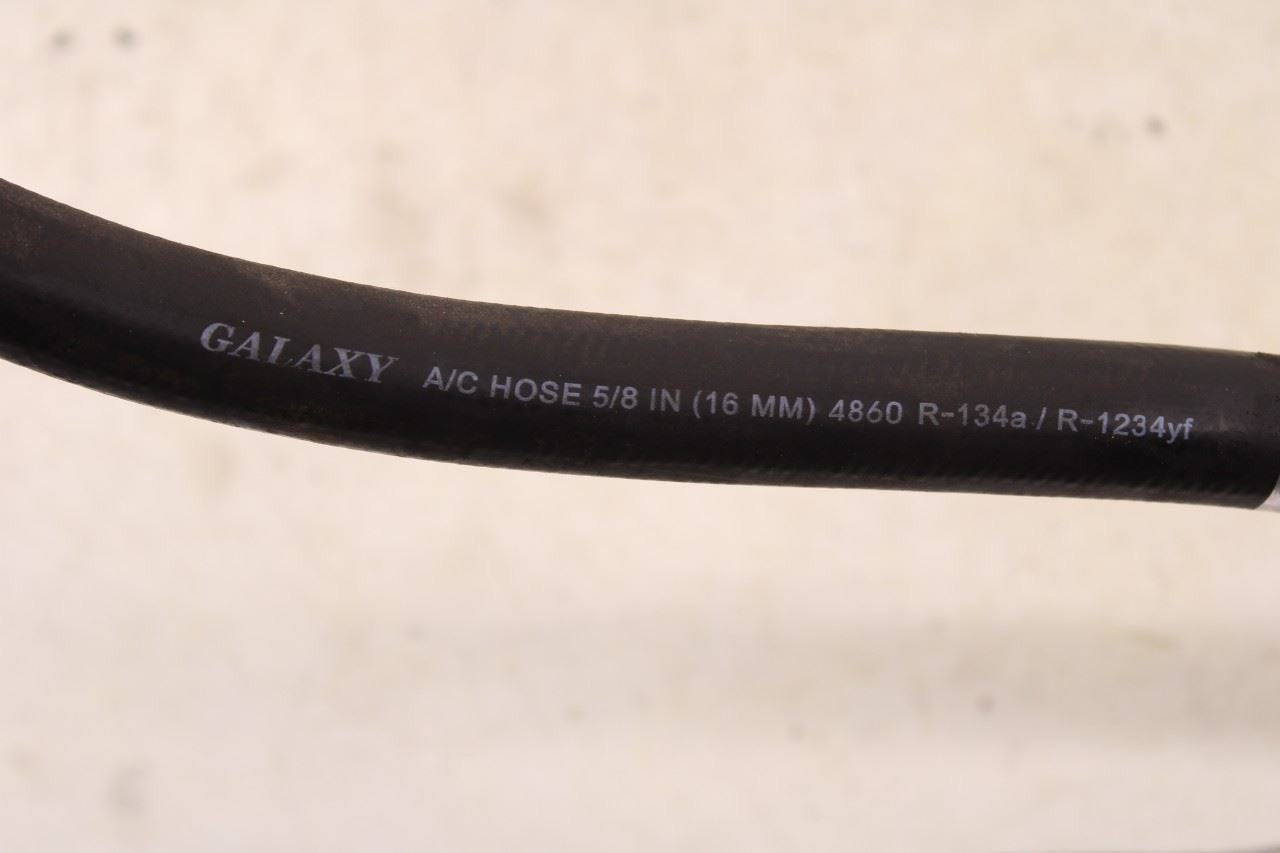 GALAXY A/C HOSE 5/8 IN (16 MM) 4860 R-134a / R-1234yf